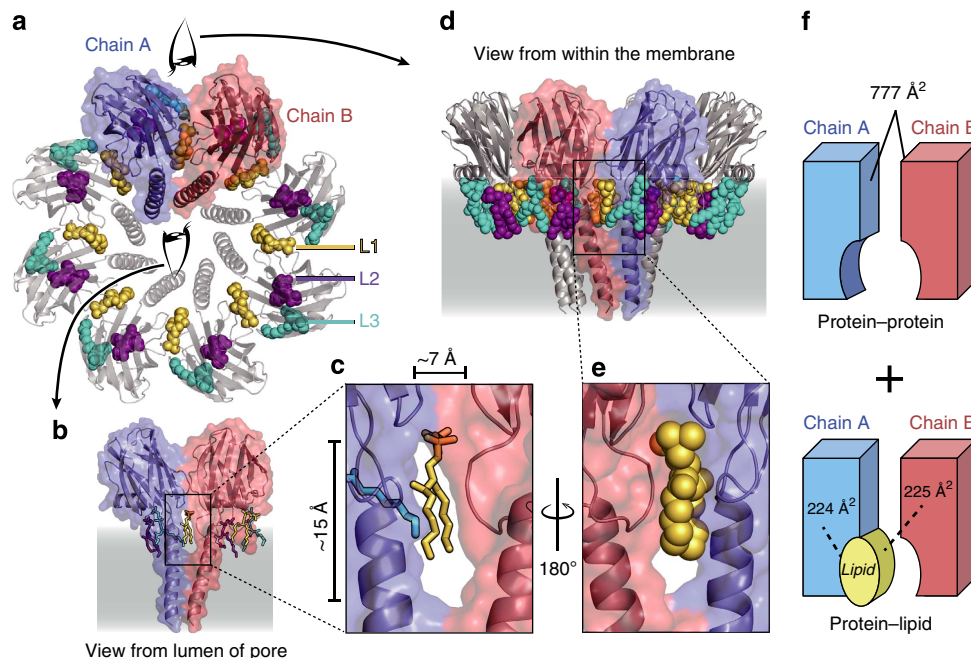 a
Chain A
Chain B
L1
L2
L3
b
View from lumen of pore
c
~7 Å
~15 Å
180°
d
View from within the membrane
e
f
777 Å²
Chain A
Chain B
Protein–protein
+
Chain A
Chain B
224 Å²
225 Å²
Lipid
Protein–lipid